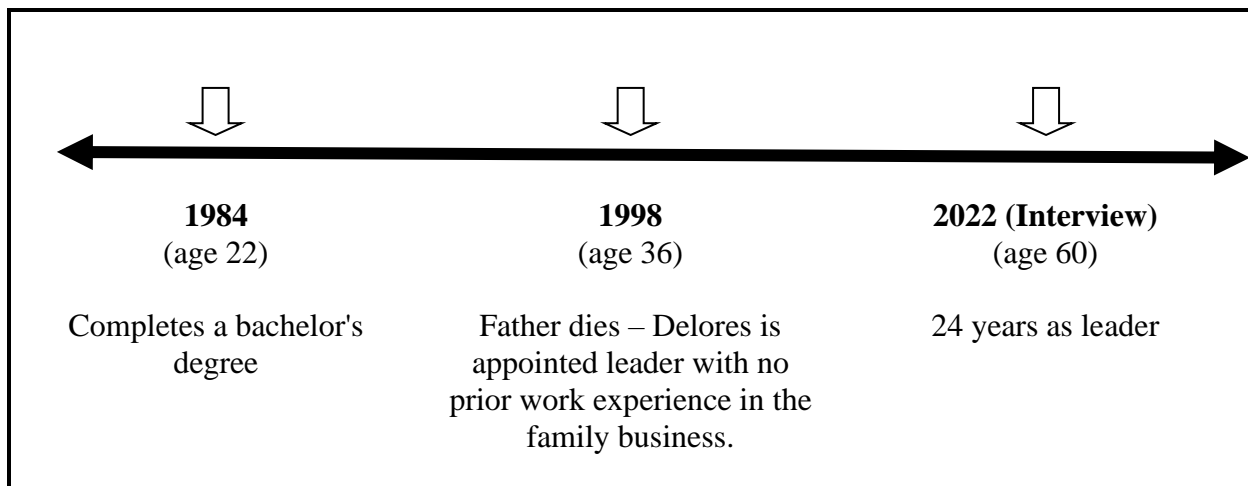 1984
(age 22)
Completes a bachelor's
degree
1998
(age 36)
Father dies – Delores is
appointed leader with no
prior work experience in the
family business.
2022 (Interview)
(age 60)
24 years as leader